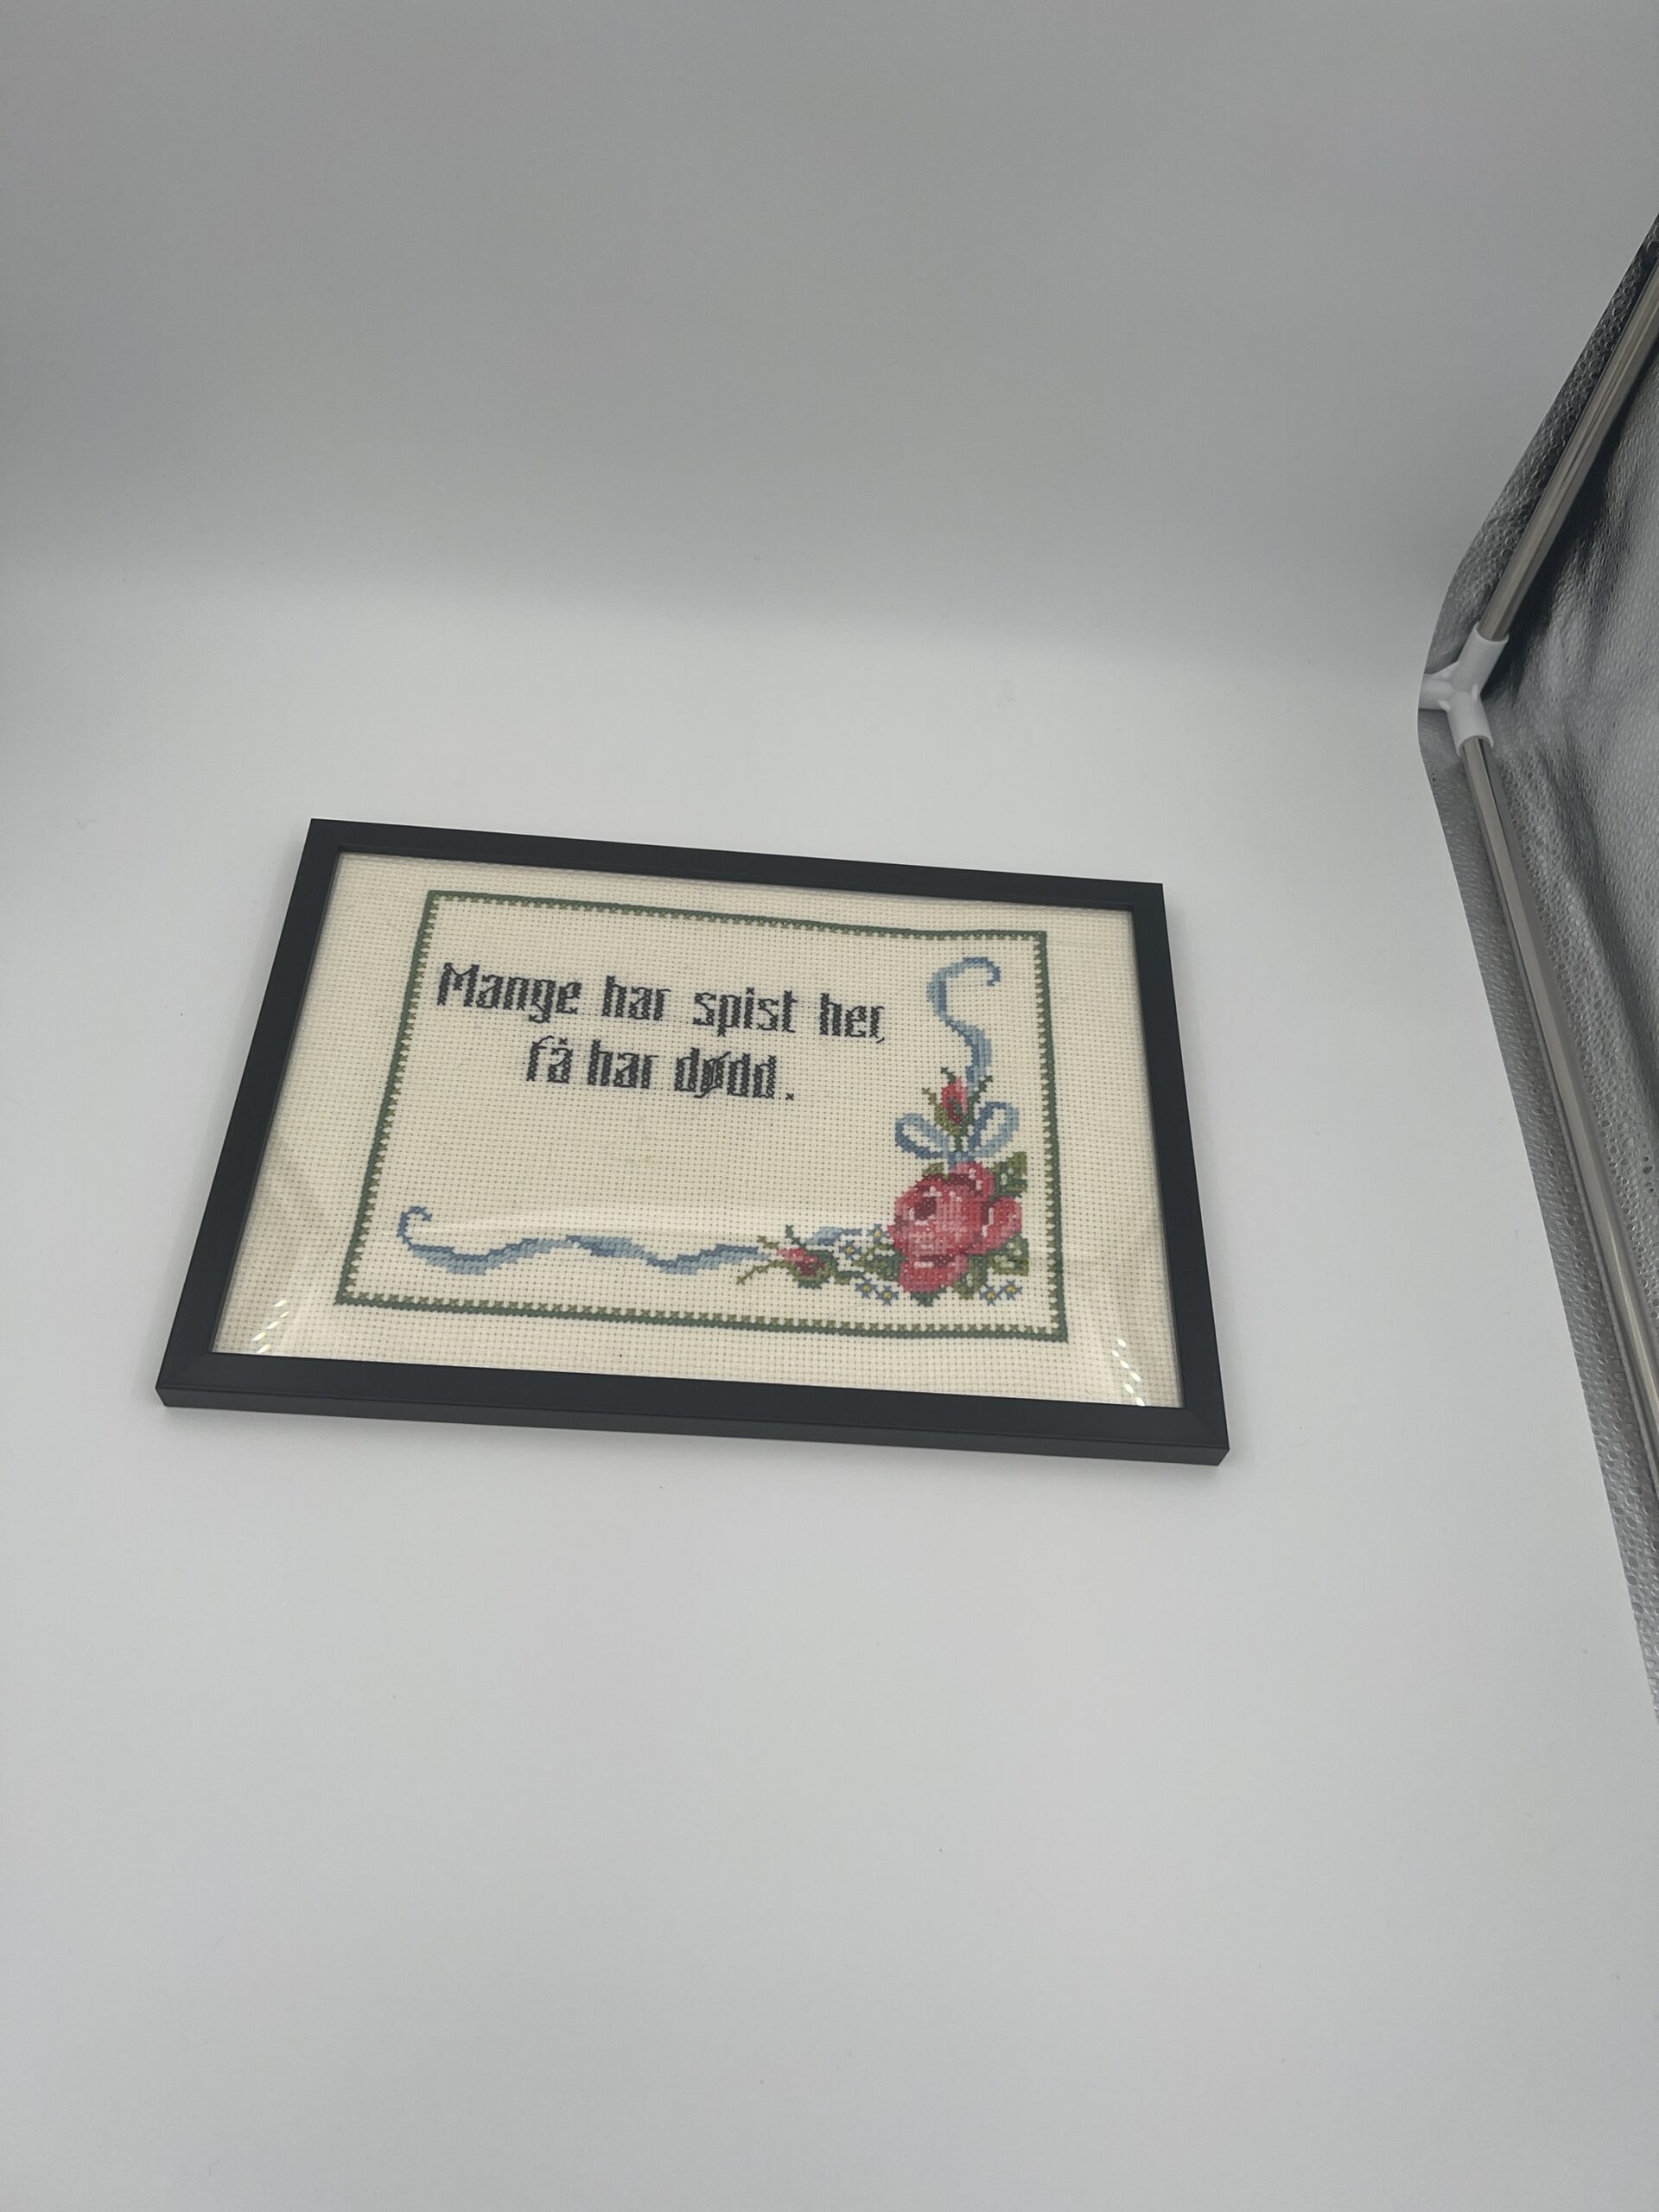 Mange har spist her,
få har dødd.